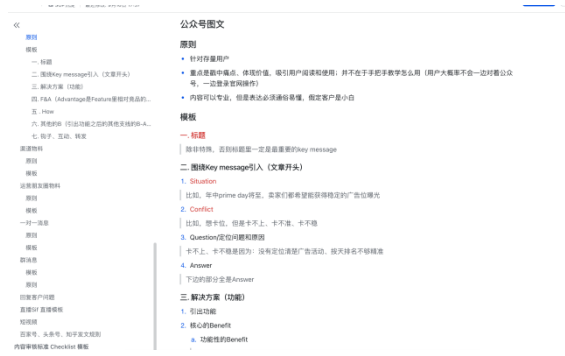 原则
模板
一. 标题
二. 围绕Key message引入（文章开头）
三. 解决方案（功能）
四. F&A（Advantage是Feature里相对竞品的...
五 . How
六. 其他的B（引出功能之后的其他支线的B-A...
七. 钩子、互动、转发
渠道物料
原则
模板
运营朋友圈物料
原则
模板
一对一消息
原则
模板
群消息
模板
原则
回复客户问题
直播Sif 直播模板
短视频
百家号、头条号、知乎发文规则
内容审核标准 Checklist 模板
公众号图文
原则
针对存量用户
重点是戳中痛点，体现价值，吸引用户阅读和使用；并不在于手把手教学怎么用（用户大概率不会一边对着公
众号，一边登录官网操作）
内容可以专业，但是表达必须通俗易懂，假定客户是小白
模板
一. 标题
除非特殊，否则标题里一定是最重要的key message
二. 围绕Key message引入（文章开头）
1. Situation
比如，年中prime day将至，卖家们都希望能获得稳定的广告位曝光
2. Conflict
比如，想卡位，但是卡不上、卡不准、卡不稳
3. Question/定位问题和原因
卡不上、卡不稳是因为：没有定位清楚广告活动、按天排名不够精准
4. Answer
下边的部分全是Answer
三. 解决方案（功能）
1. 引出功能
2. 核心的Benefit
a. 功能性的Benefit